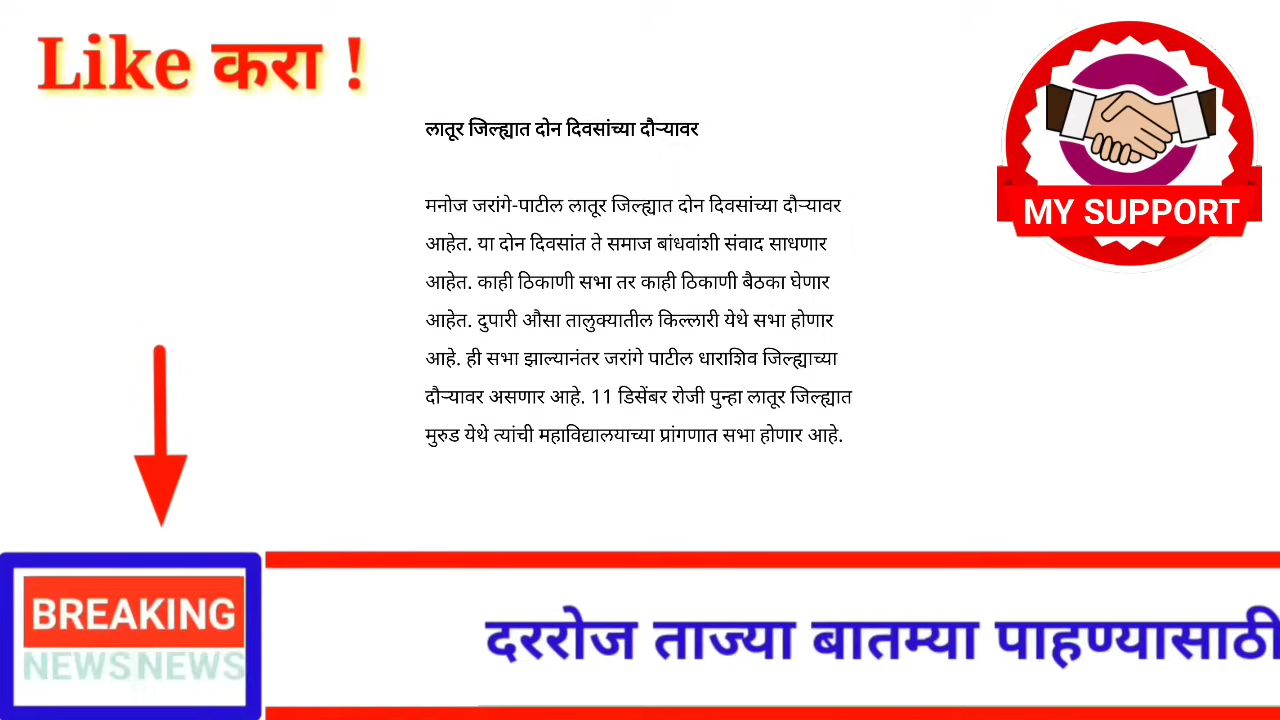 Like करा !
MY SUPPORT
लातूर जिल्ह्यात दोन दिवसांच्या दौऱ्यावर
मनोज जरांगे-पाटील लातूर जिल्ह्यात दोन दिवसांच्या दौऱ्यावर
आहेत. या दोन दिवसांत ते समाज बांधवांशी संवाद साधणार
आहेत. काही ठिकाणी सभा तर काही ठिकाणी बैठका घेणार
आहेत. दुपारी औसा तालुक्यातील किल्लारी येथे सभा होणार
आहे. ही सभा झाल्यानंतर जरांगे पाटील धाराशिव जिल्ह्याच्या
दौऱ्यावर असणार आहे. 11 डिसेंबर रोजी पुन्हा लातूर जिल्ह्यात
मुरुड येथे त्यांची महाविद्यालयाच्या प्रांगणात सभा होणार आहे.
BREAKING
NEWS NEWS
दररोज ताज्या बातम्या पाहण्यासाठी